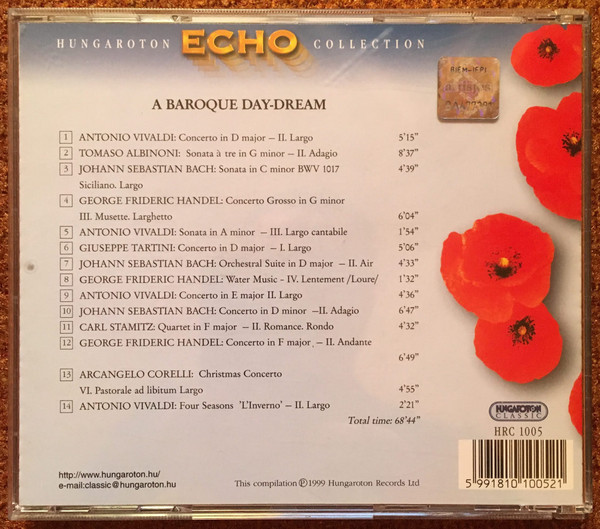 HUNGAROTON ECHO COLLECTION
A BAROQUE DAY-DREAM
1 ANTONIO VIVALDI: Concerto in D major – II. Largo 5'15"
2 TOMASO ALBINONI: Sonata à tre in G minor – II. Adagio 8'37"
3 JOHANN SEBASTIAN BACH: Sonata in C minor BWV 1017 4'39"
Siciliano. Largo
4 GEORGE FRIDERIC HANDEL: Concerto Grosso in G minor
III. Musette. Larghetto 6'04"
5 ANTONIO VIVALDI: Sonata in A minor – III. Largo cantabile 1'54"
6 GIUSEPPE TARTINI: Concerto in D major – I. Largo 5'06"
7 JOHANN SEBASTIAN BACH: Orchestral Suite in D major – II. Air 4'33"
8 GEORGE FRIDERIC HANDEL: Water Music - IV. Lentement /Loure/ 1'32"
9 ANTONIO VIVALDI: Concerto in E major II. Largo 4'36"
10 JOHANN SEBASTIAN BACH: Concerto in D minor –II. Adagio 6'47"
11 CARL STAMITZ: Quartet in F major – II. Romance. Rondo 4'32"
12 GEORGE FRIDERIC HANDEL: Concerto in F major – II. Andante
6'49"
13 ARCANGELO CORELLI: Christmas Concerto
VI. Pastorale ad libitum Largo 4'55"
14 ANTONIO VIVALDI: Four Seasons 'L'Inverno' – II. Largo 2'21"
Total time: 68'44"
HUNGAROTON
CLASSIC
HRC 1005
http://www.hungaroton.hu/
e-mail:classic@hungaroton.hu
This compilation ℗1999 Hungaroton Records Ltd
5 991810 100521